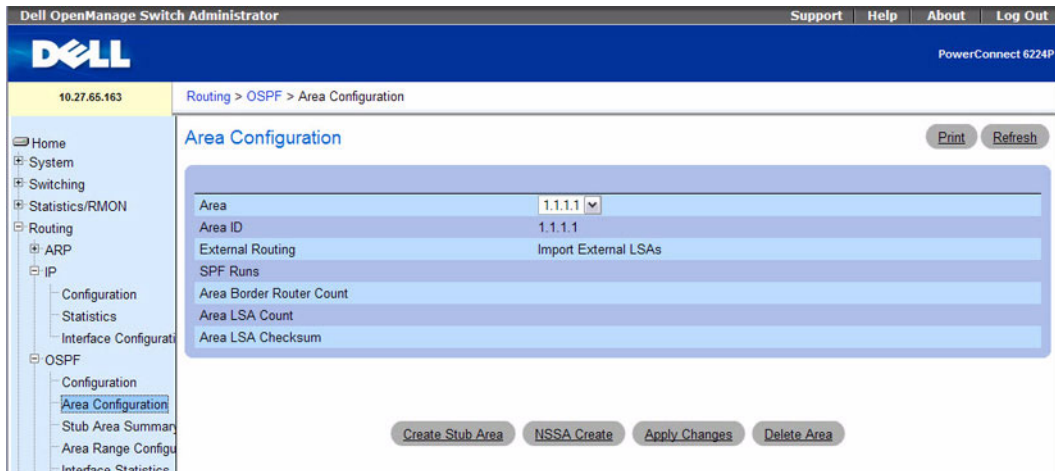 Dell OpenManage Switch Administrator
Support Help About Log Out
DELL
PowerConnect 6224P
10.27.65.163
Routing > OSPF > Area Configuration
Home
System
Switching
Statistics/RMON
Routing
ARP
IP
Configuration
Statistics
Interface Configurati
OSPF
Configuration
Area Configuration
Stub Area Summar
Area Range Configu
Interface Statistics
Area Configuration
Print Refresh
Area 1.1.1.1
Area ID 1.1.1.1
External Routing Import External LSAs
SPF Runs
Area Border Router Count
Area LSA Count
Area LSA Checksum
Create Stub Area NSSA Create Apply Changes Delete Area